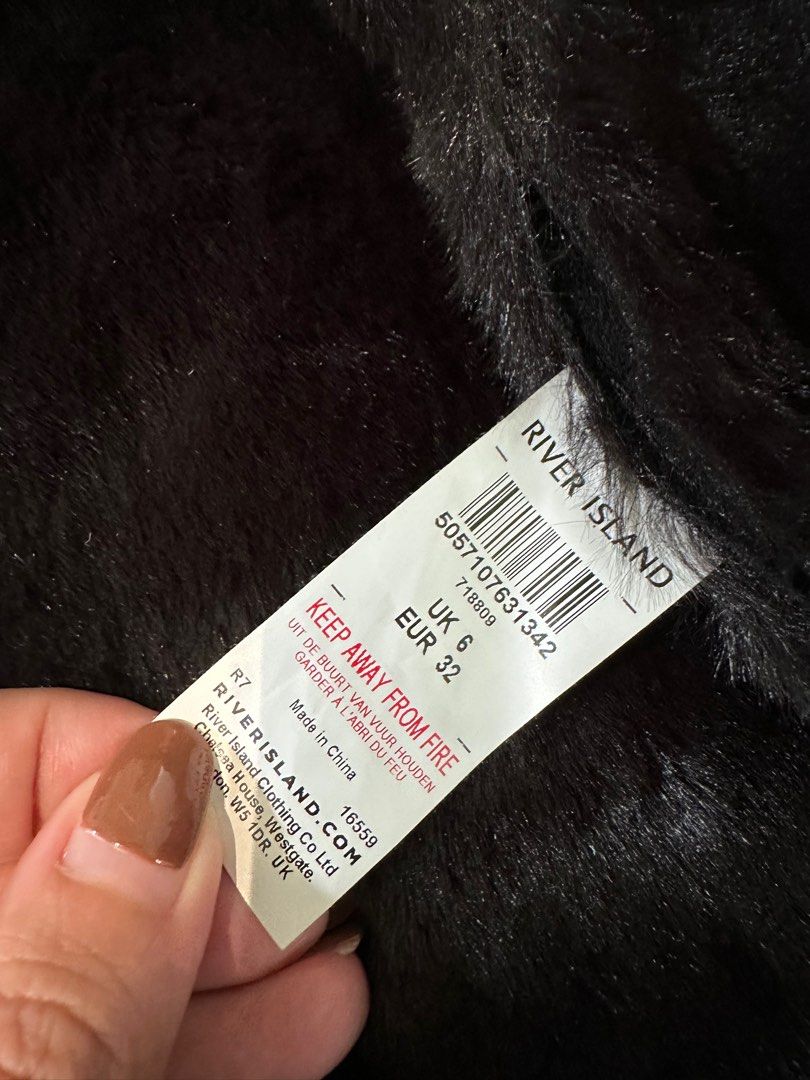 RIVER ISLAND
5057107631342
718809
UK 6
EUR 32
KEEP AWAY FROM FIRE
UIT DE BUURT VAN VUUR HOUDEN
GARDER À L'ABRI DU FEU
Made in China
R7
16559
RIVERISLAND.COM
River Island Clothing Co Ltd
House, Westgate,
W5 1DR. UK